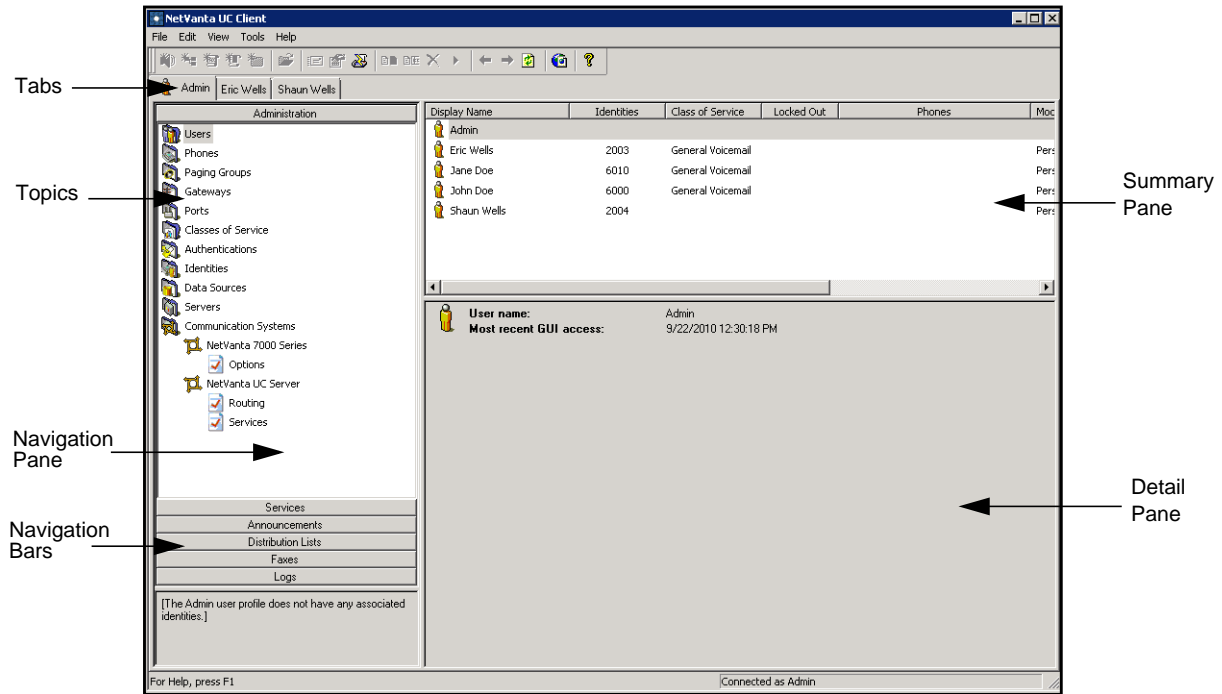 NetVanta UC Client
File Edit View Tools Help
Tabs
Admin Eric Wells Shaun Wells
Administration
Users
Phones
Paging Groups
Topics
Gateways
Ports
Classes of Service
Authentications
Identities
Data Sources
Servers
Communication Systems
NetVanta 7000 Series
Options
NetVanta UC Server
Routing
Services
Navigation
Pane
Services
Announcements
Navigation
Bars
Distribution Lists
Faxes
Logs
[The Admin user profile does not have any associated
identities.]
Display Name Identities Class of Service Locked Out Phones Moc
Admin
Eric Wells 2003 General Voicemail Pers
Jane Doe 6010 General Voicemail Pers
John Doe 6000 General Voicemail Pers
Shaun Wells 2004 Pers
Summary
Pane
User name: Admin
Most recent GUI access: 9/22/2010 12:30:18 PM
Detail
Pane
For Help, press F1
Connected as Admin